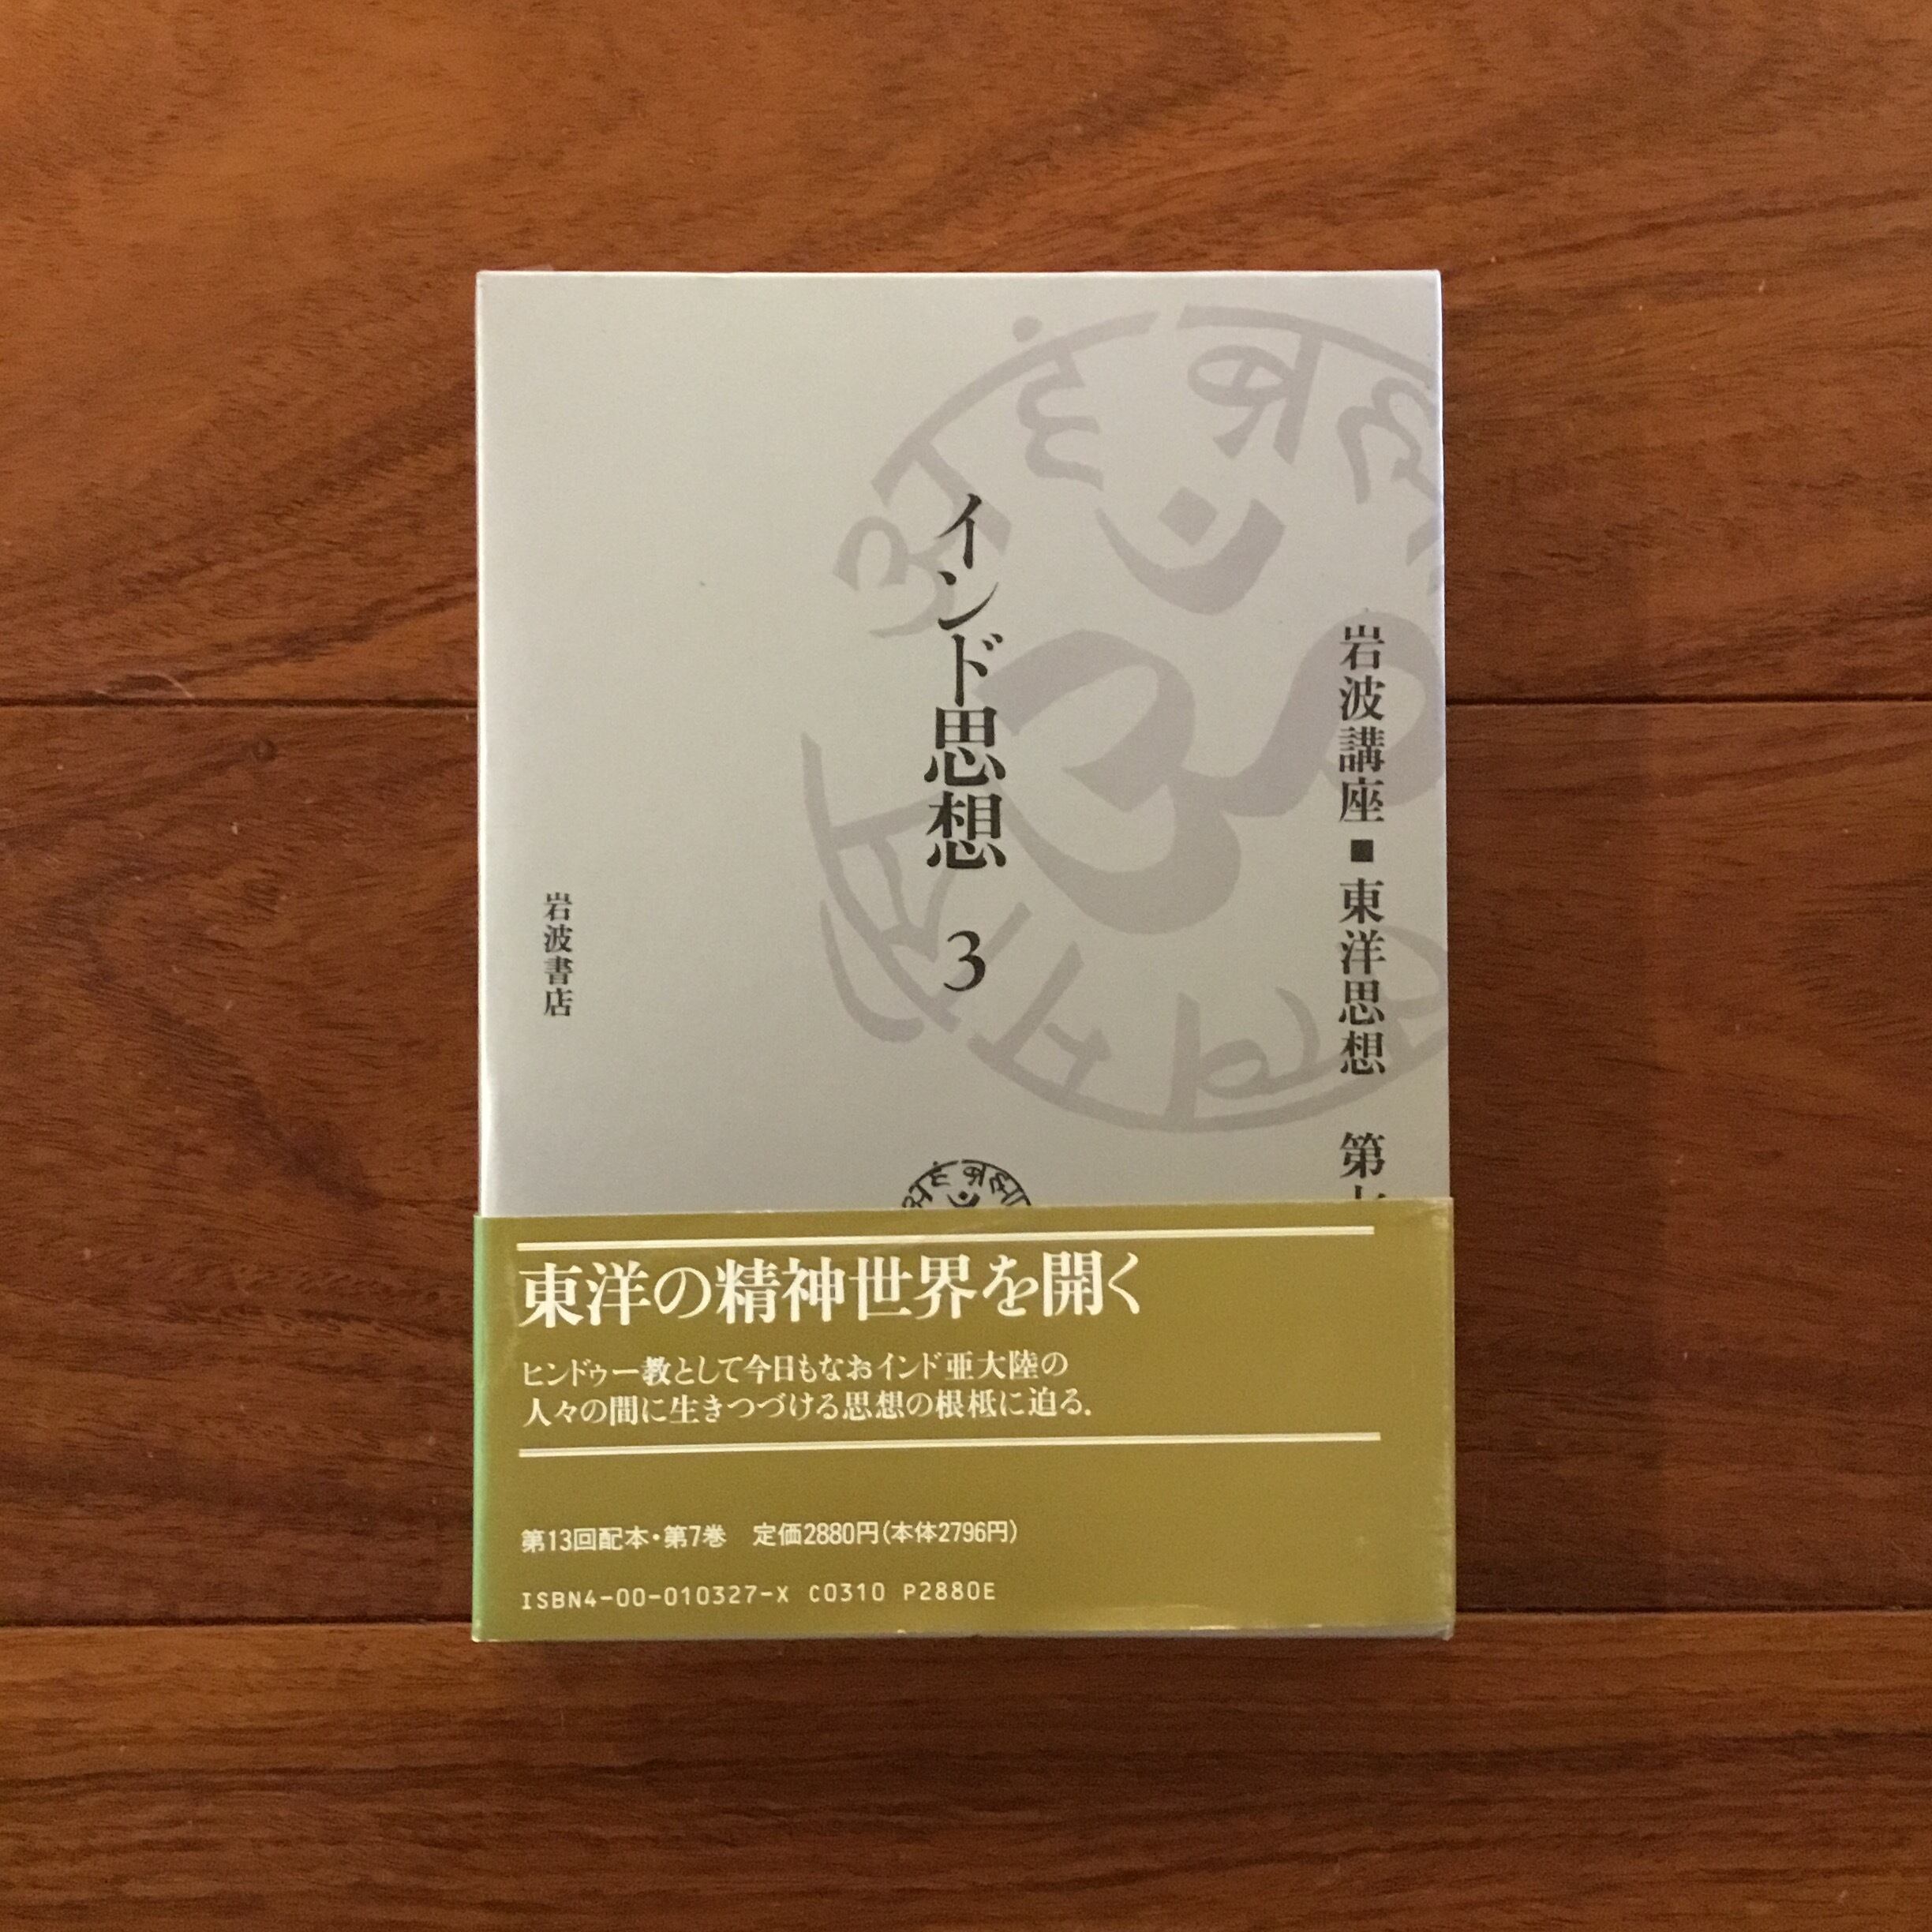 岩波講座■東洋思想 第
インド思想 3
岩波書店
東洋の精神世界を開く
ヒンドゥー教として今日もなおインド亜大陸の
人々の間に生きつづける思想の根柢に迫る.
第13回配本・第7巻 定価2880円(本体2796円)
ISBN4-00-010327-X C0310 P2880E